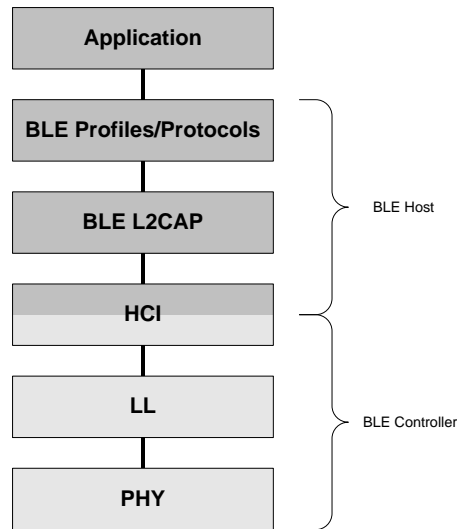 Application
BLE Profiles/Protocols
BLE L2CAP
BLE Host
HCI
LL
BLE Controller
PHY